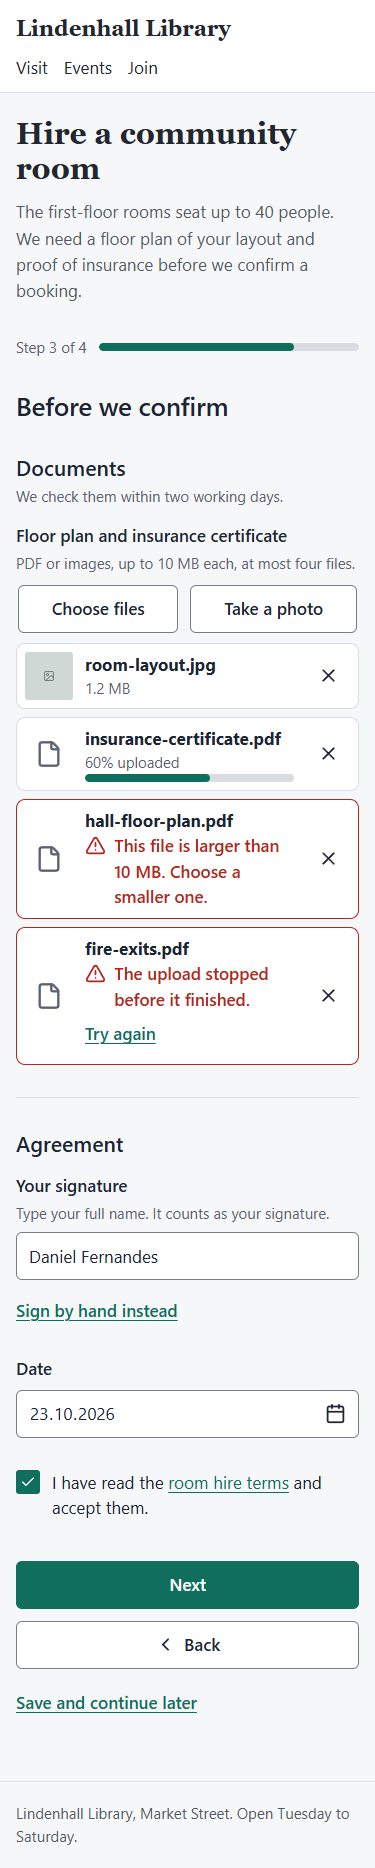 Lindenhall Library
Visit Events Join
Hire a community
room
The first-floor rooms seat up to 40 people.
We need a floor plan of your layout and
proof of insurance before we confirm a
booking.
Step 3 of 4
Before we confirm
Documents
We check them within two working days.
Floor plan and insurance certificate
PDF or images, up to 10 MB each, at most four files.
Choose files
Take a photo
room-layout.jpg
1.2 MB
insurance-certificate.pdf
60% uploaded
hall-floor-plan.pdf
This file is larger than
10 MB. Choose a
smaller one.
fire-exits.pdf
The upload stopped
before it finished.
Try again
Agreement
Your signature
Type your full name. It counts as your signature.
Daniel Fernandes
Sign by hand instead
Date
23.10.2026
I have read the room hire terms and
accept them.
Next
Back
Save and continue later
Lindenhall Library, Market Street. Open Tuesday to
Saturday.